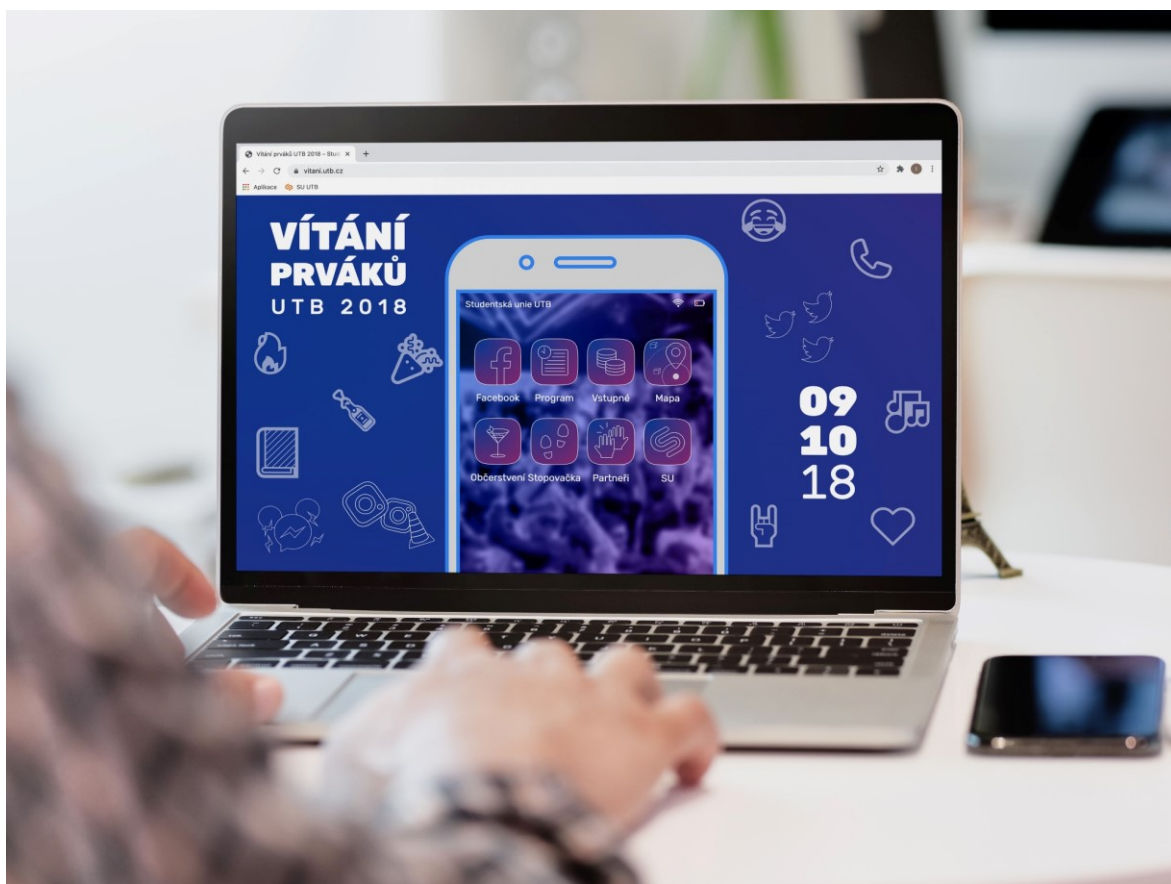 Vítání prváků UTB 2018 – Stud
vitani.utb.cz
Aplikace SU UTB
VÍTÁNÍ
PRVÁKŮ
UTB 2018
Studentská unie UTB
Facebook Program Vstupné Mapa
Občerstvení Stopovačka Partneři SU
09
10
18